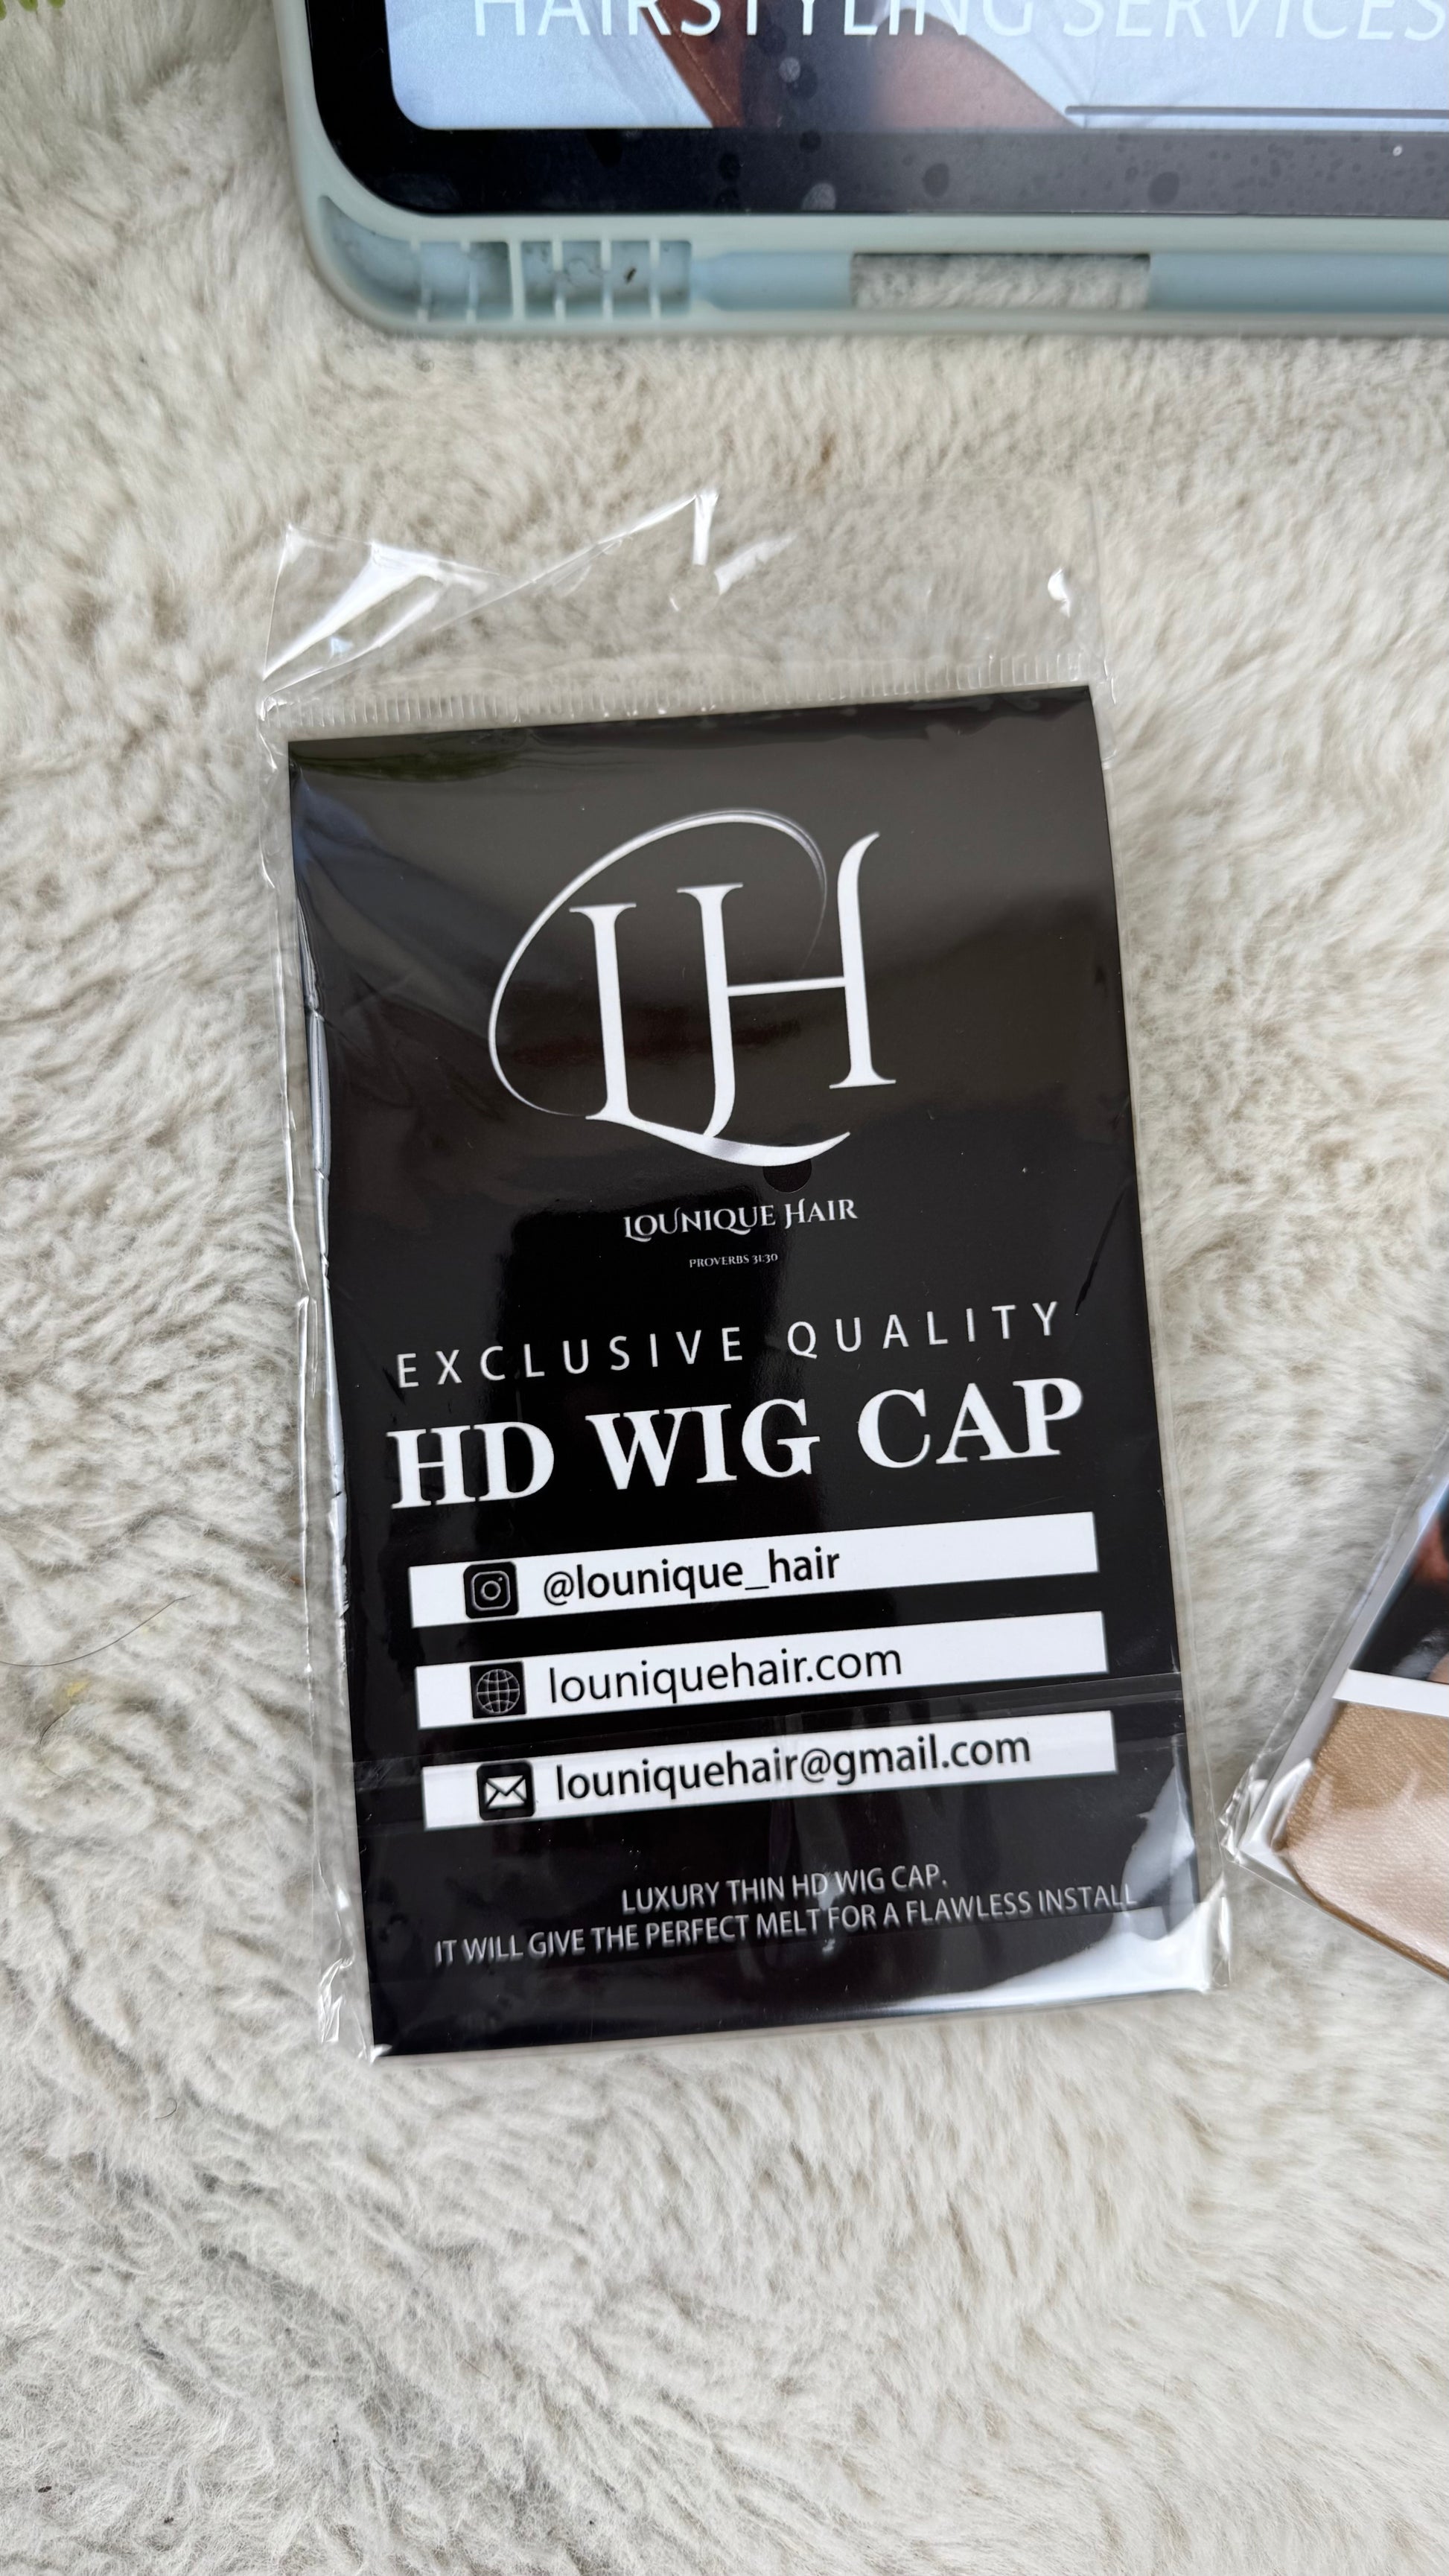 HAIRSTYLING SERVICES
LH
LOUNIQUE HAIR
PROVERBS 31:30
EXCLUSIVE QUALITY
HD WIG CAP
@lounique_hair
louniquehair.com
louniquehair@gmail.com
LUXURY THIN HD WIG CAP.
IT WILL GIVE THE PERFECT MELT FOR A FLAWLESS INSTALL